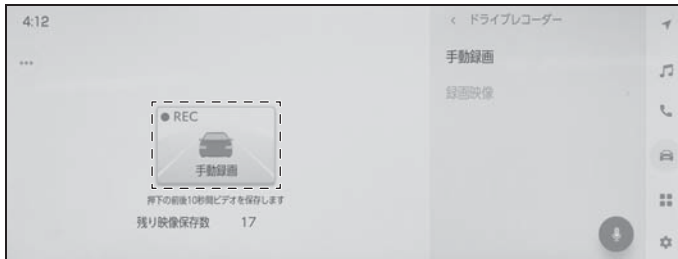 4:12
REC
手動録画
押下の前後10秒間ビデオを保存します
残り映像保存数 17
ドライブレコーダー
手動録画
録画映像